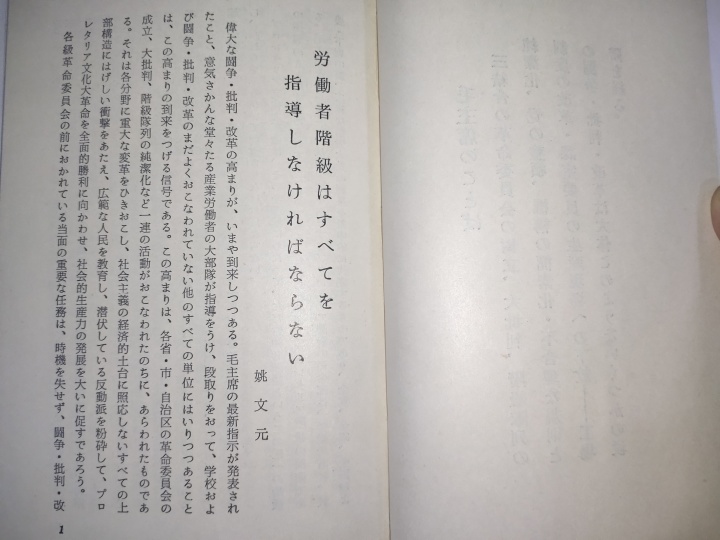 労働者階級はすべてを
指導しなければならない
姚文元
偉大な闘争・批判・改革の高まりが、いまや到来しつつある。毛主席の最新指示が発表され
たこと、意気さかんな堂々たる産業労働者の大部隊が指導をうけ、段取りをおって、学校およ
び闘争・批判・改革のまだよくおこなわれていない他のすべての単位にはいりつつあること
は、この高まりの到来をつげる信号である。この高まりは、各省・市・自治区の革命委員会の
成立、大批判、階級隊列の純潔化など一連の活動がおこなわれたのちに、あらわれたものであ
る。それは各分野に重大な変革をひきおこし、社会主義の経済的土台に照応しないすべての上
部構造にはげしい衝撃をあたえ、広範な人民を教育し、潜伏している反動派を粉砕して、プロ
レタリア文化大革命を全面的勝利に向かわせ、社会的生産力の発展を大いに促すであろう。
各級革命委員会の前におかれている当面の重要な任務は、時機を失せず、闘争・批判・改
1